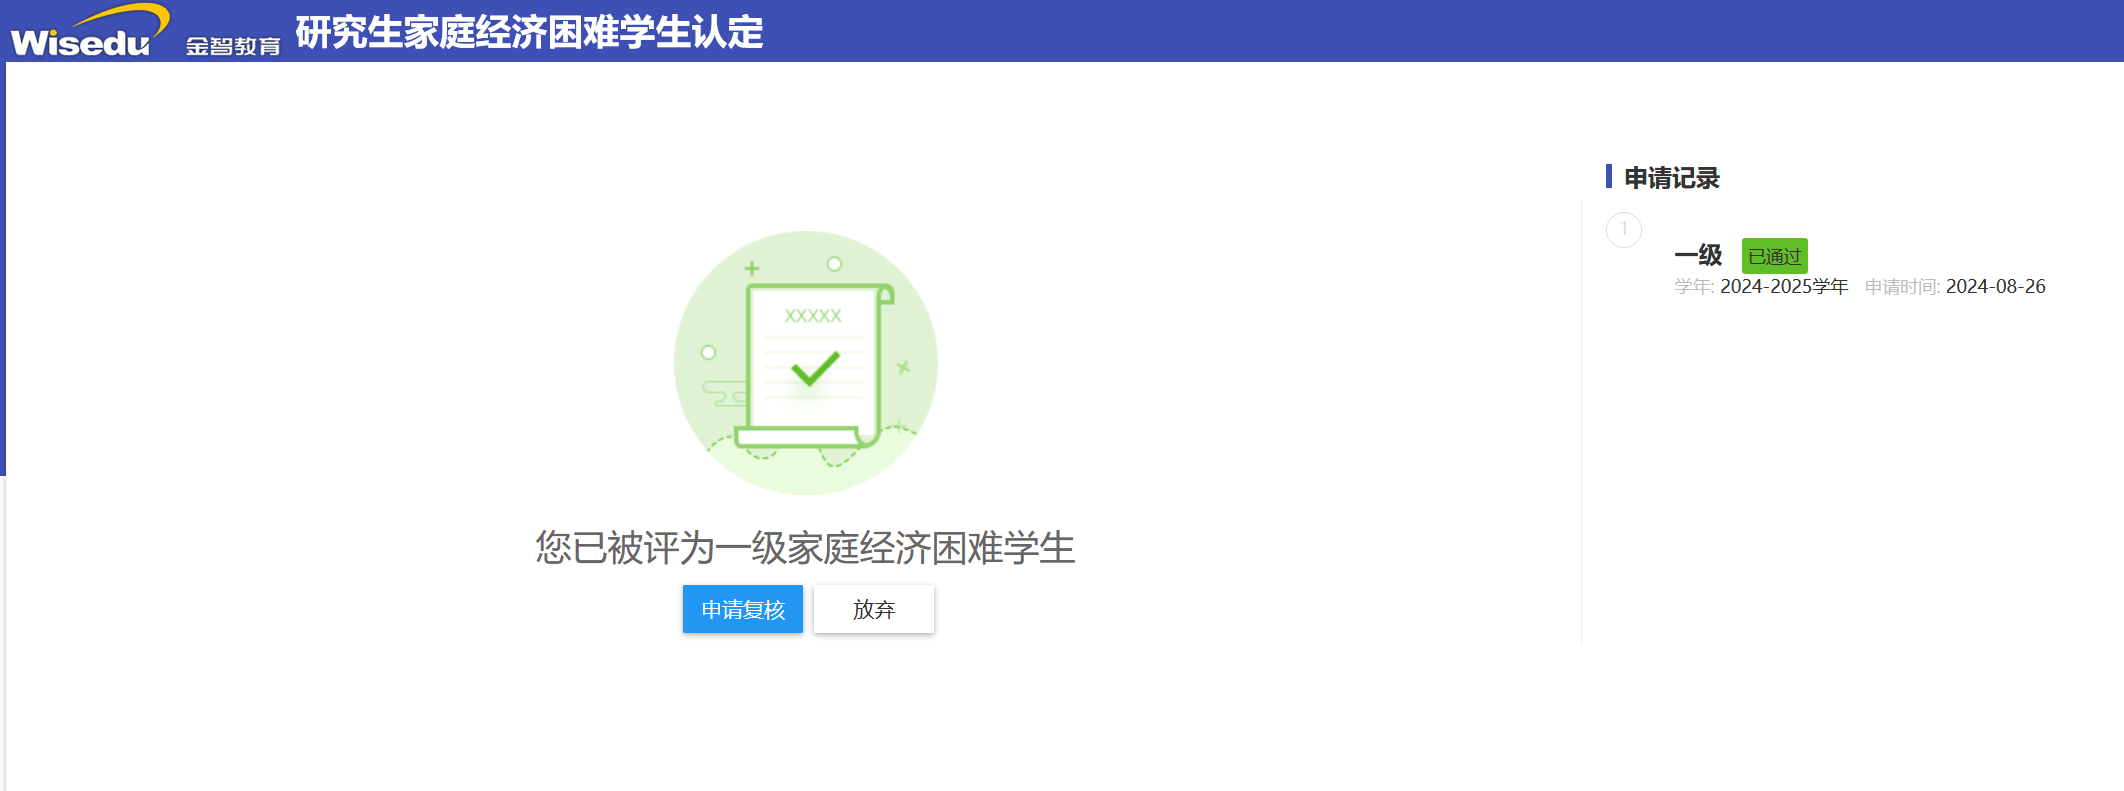 Wisedu 金智教育 研究生家庭经济困难学生认定
申请记录
1
一级 已通过
学年: 2024-2025学年 申请时间: 2024-08-26
XXXXX
您已被评为一级家庭经济困难学生
申请复核 放弃